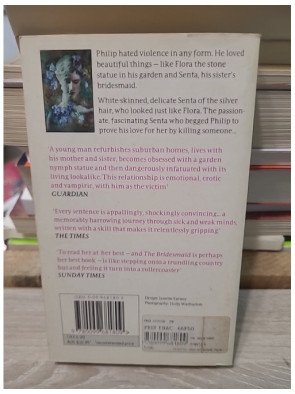 Philip hated violence in any form. He loved
beautiful things – like Flora the stone
statue in his garden and Senta, his sister's
bridesmaid.
White-skinned, delicate Senta of the silver
hair, who looked just like Flora. The passion-
ate, fascinating Senta who begged Philip to
prove his love for her by killing someone...
'A young man refurbishes suburban homes, lives with
his mother and sister, becomes obsessed with a garden
nymph statue and then dangerously infatuated with its
living lookalike. This relationship is emotional, erotic
and vampiric, with him as the victim'
GUARDIAN
'Every sentence is appallingly, shockingly convincing... a
memorably harrowing journey through sick and weak minds,
written with a skill that makes it relentlessly gripping'
THE TIMES
'To read her at her best – and The Bridesmaid is perhaps
her best book – is like stepping onto a trundling country
bus and feeling it turn into a rollercoaster'
SUNDAY TIMES